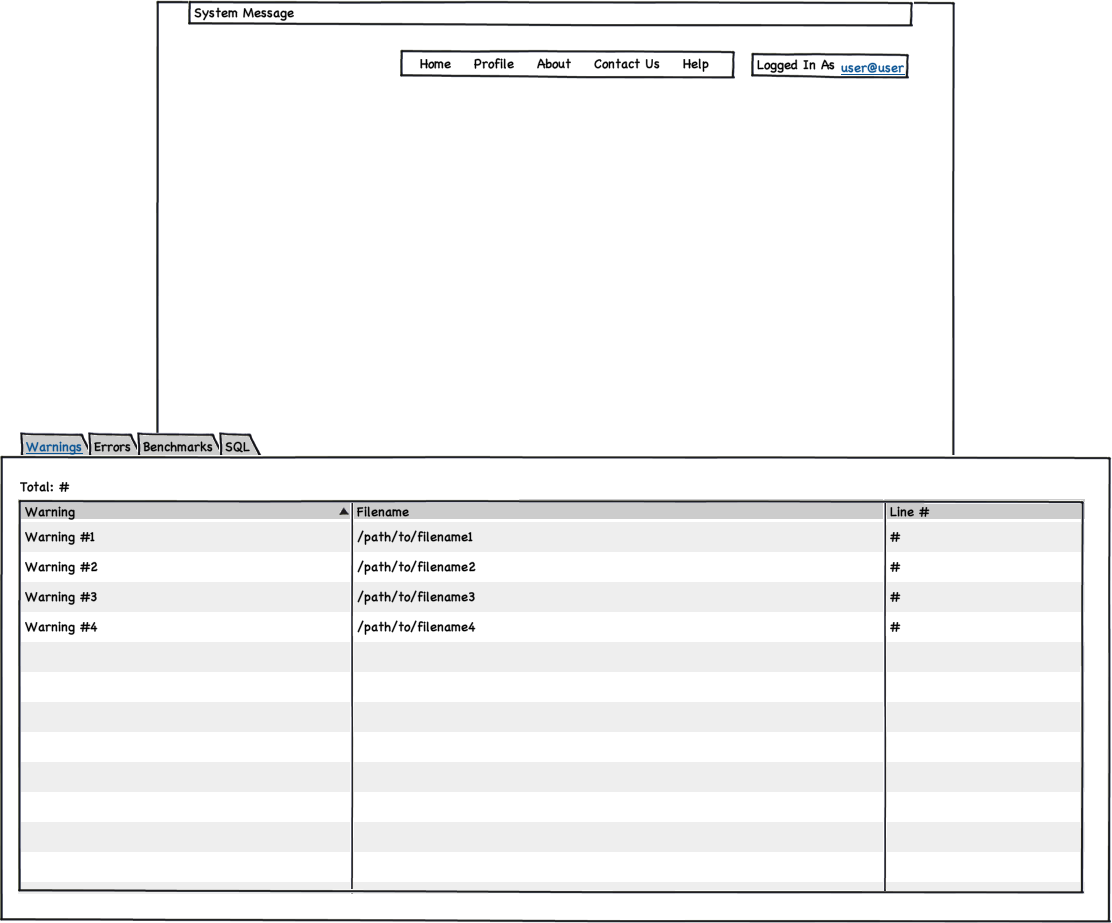 System Message
Home Profile About Contact Us Help
Logged In As user@user
Warnings Errors Benchmarks SQL
Total: #
Warning Filename Line #
Warning #1 /path/to/filename1 #
Warning #2 /path/to/filename2 #
Warning #3 /path/to/filename3 #
Warning #4 /path/to/filename4 #